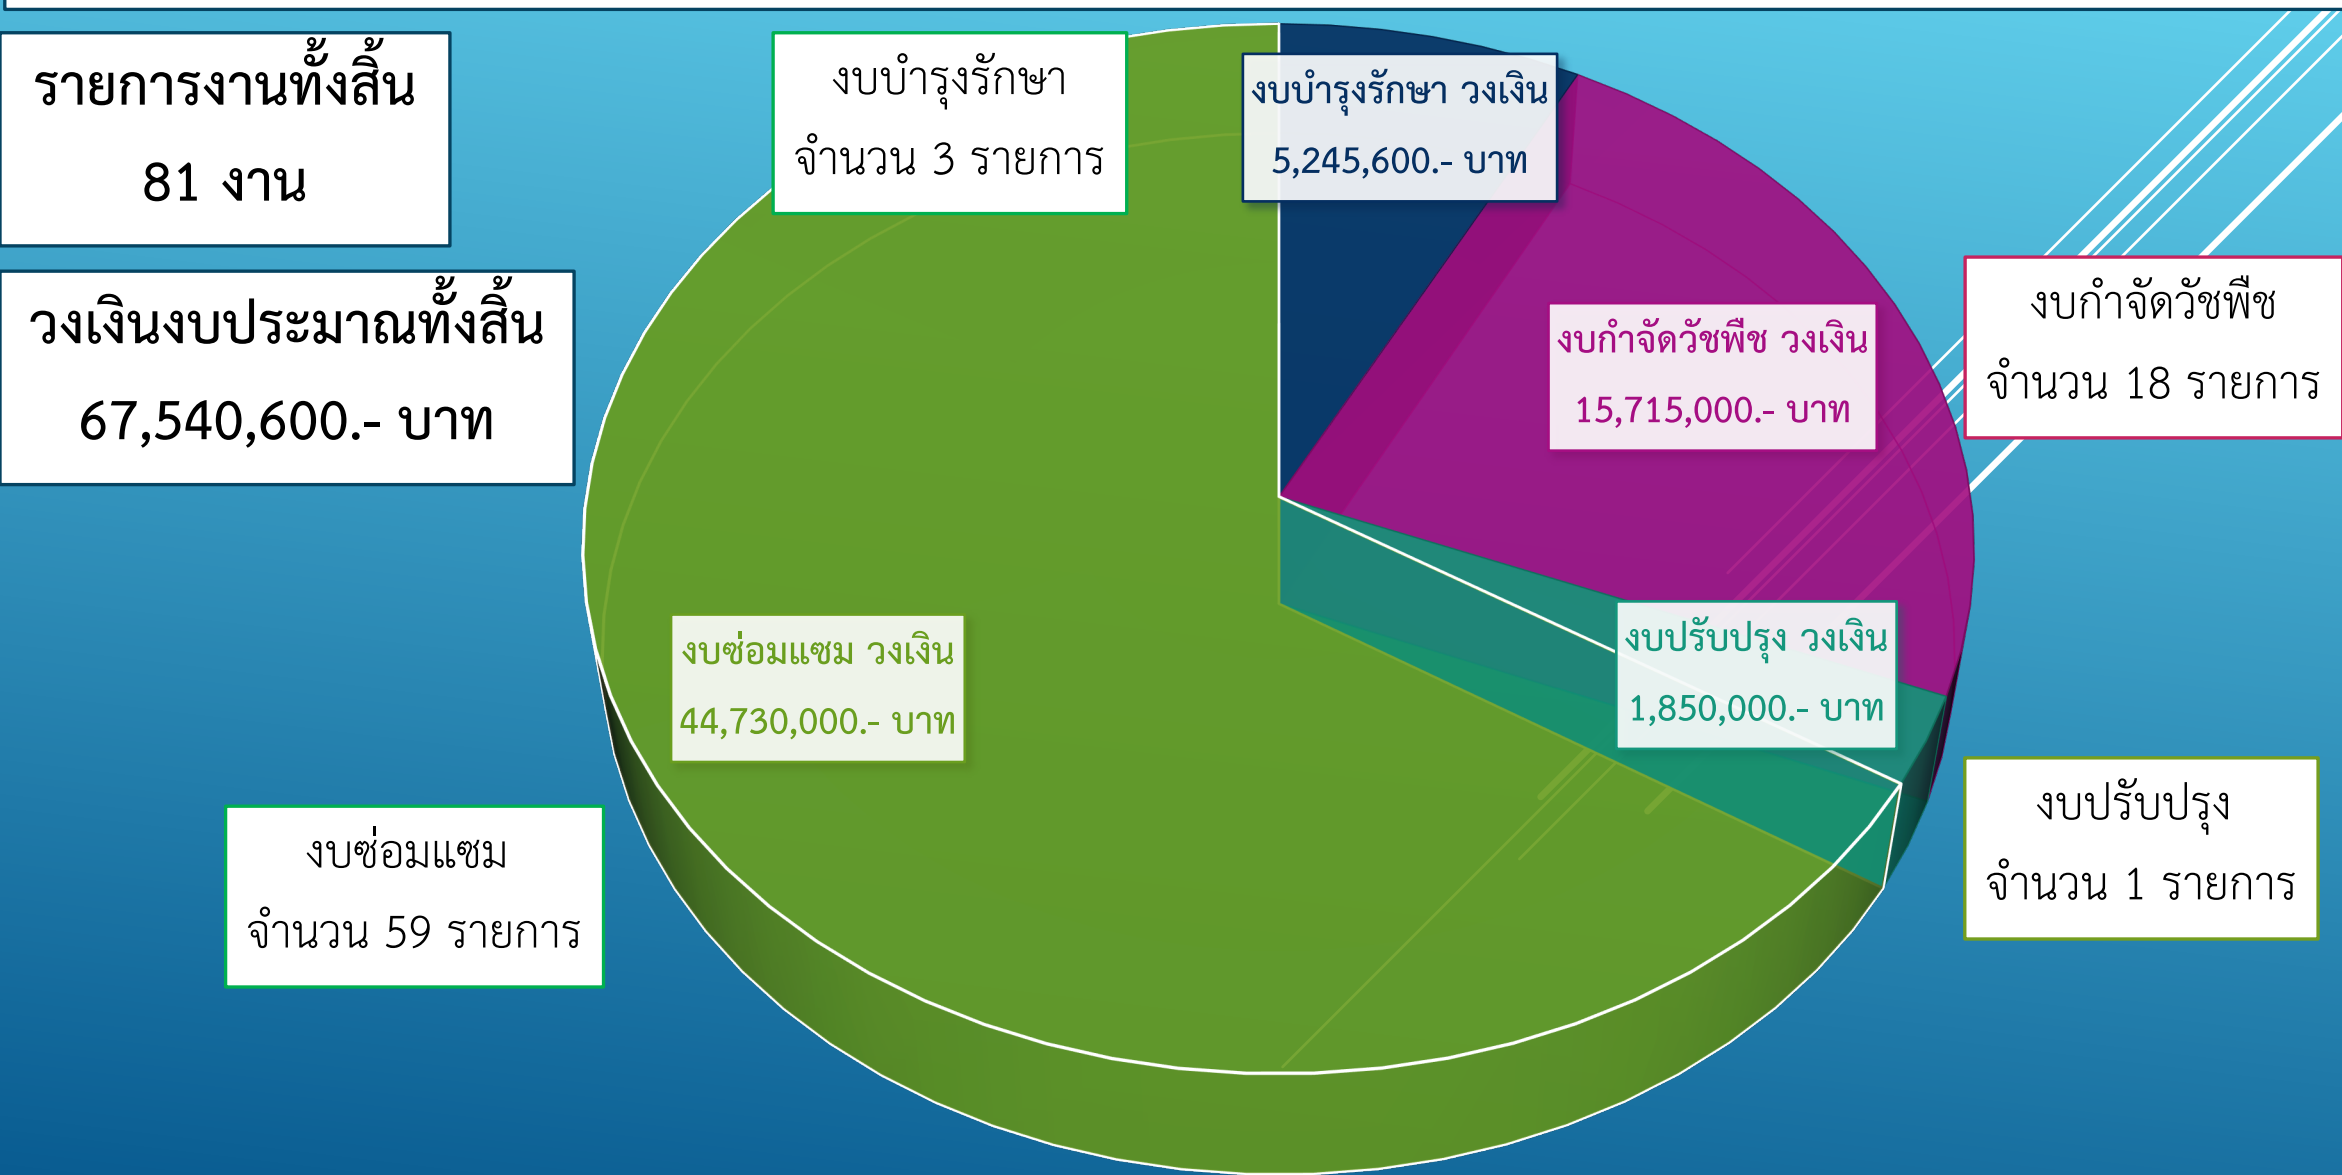 รายการงานทั้งสิ้น
81 งาน
วงเงินงบประมาณทั้งสิ้น
67,540,600.- บาท
งบบำรุงรักษา
จำนวน 3 รายการ
งบบำรุงรักษา วงเงิน
5,245,600.- บาท
งบกำจัดวัชพืช วงเงิน
15,715,000.- บาท
งบกำจัดวัชพืช
จำนวน 18 รายการ
งบซ่อมแซม วงเงิน
44,730,000.- บาท
งบปรับปรุง วงเงิน
1,850,000.- บาท
งบซ่อมแซม
จำนวน 59 รายการ
งบปรับปรุง
จำนวน 1 รายการ